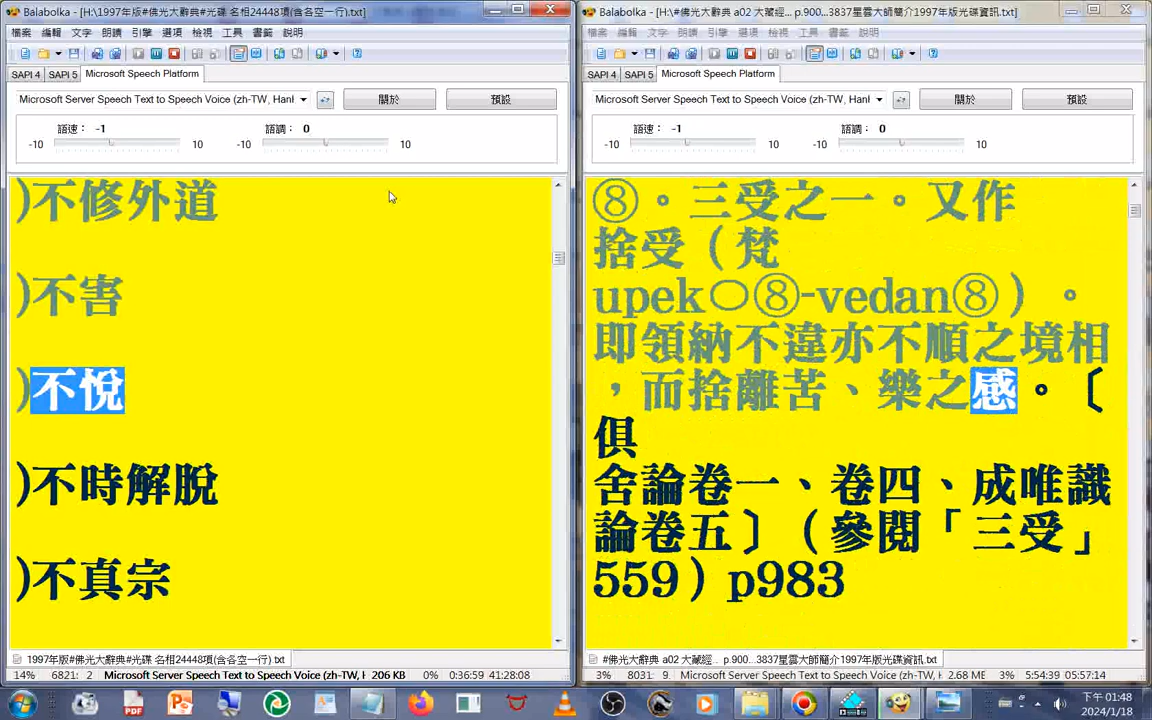 Balabolka - [H:\1997年版#佛光大辭典#光碟 名相24448項(含各空一行).txt]
檔案 編輯 文字 朗讀 引擎 選項 檢視 工具 書籤 說明
SAPI 4 SAPI 5 Microsoft Speech Platform
Microsoft Server Speech Text to Speech Voice (zh-TW, Hanl
關於 預設
語速： -1 語調： 0
-10 10 -10 10
)不修外道
)不害
)不悅
)不時解脫
)不真宗
1997年版#佛光大辭典#光碟 名相24448項(含各空一行).txt
14% 6821: 2 Microsoft Server Speech Text to Speech Voice (zh-TW, H 206 KB 0% 0:36:59 41:28:08
Balabolka - [H:\#佛光大辭典 a02 大藏經... p.900...3837星雲大師簡介1997年版光碟資訊.txt]
檔案 編輯 文字 朗讀 引擎 選項 檢視 工具 書籤 說明
SAPI 4 SAPI 5 Microsoft Speech Platform
Microsoft Server Speech Text to Speech Voice (zh-TW, Hanl
關於 預設
語速： -1 語調： 0
-10 10 -10 10
⑧。三受之一。又作
捨受（梵
upek○⑧-vedan⑧）。
即領納不違亦不順之境相
，而捨離苦、樂之感。〔
俱
舍論卷一、卷四、成唯識
論卷五〕（參閱「三受」
559）p983
#佛光大辭典 a02 大藏經... p.900...3837星雲大師簡介1997年版光碟資訊.txt
3% 8031: 9. Microsoft Server Speech Text to Speech Voice (zh-TW, 2.68 ME 3% 5:54:39 05:57:14
PDF
下午 01:48
2024/1/18